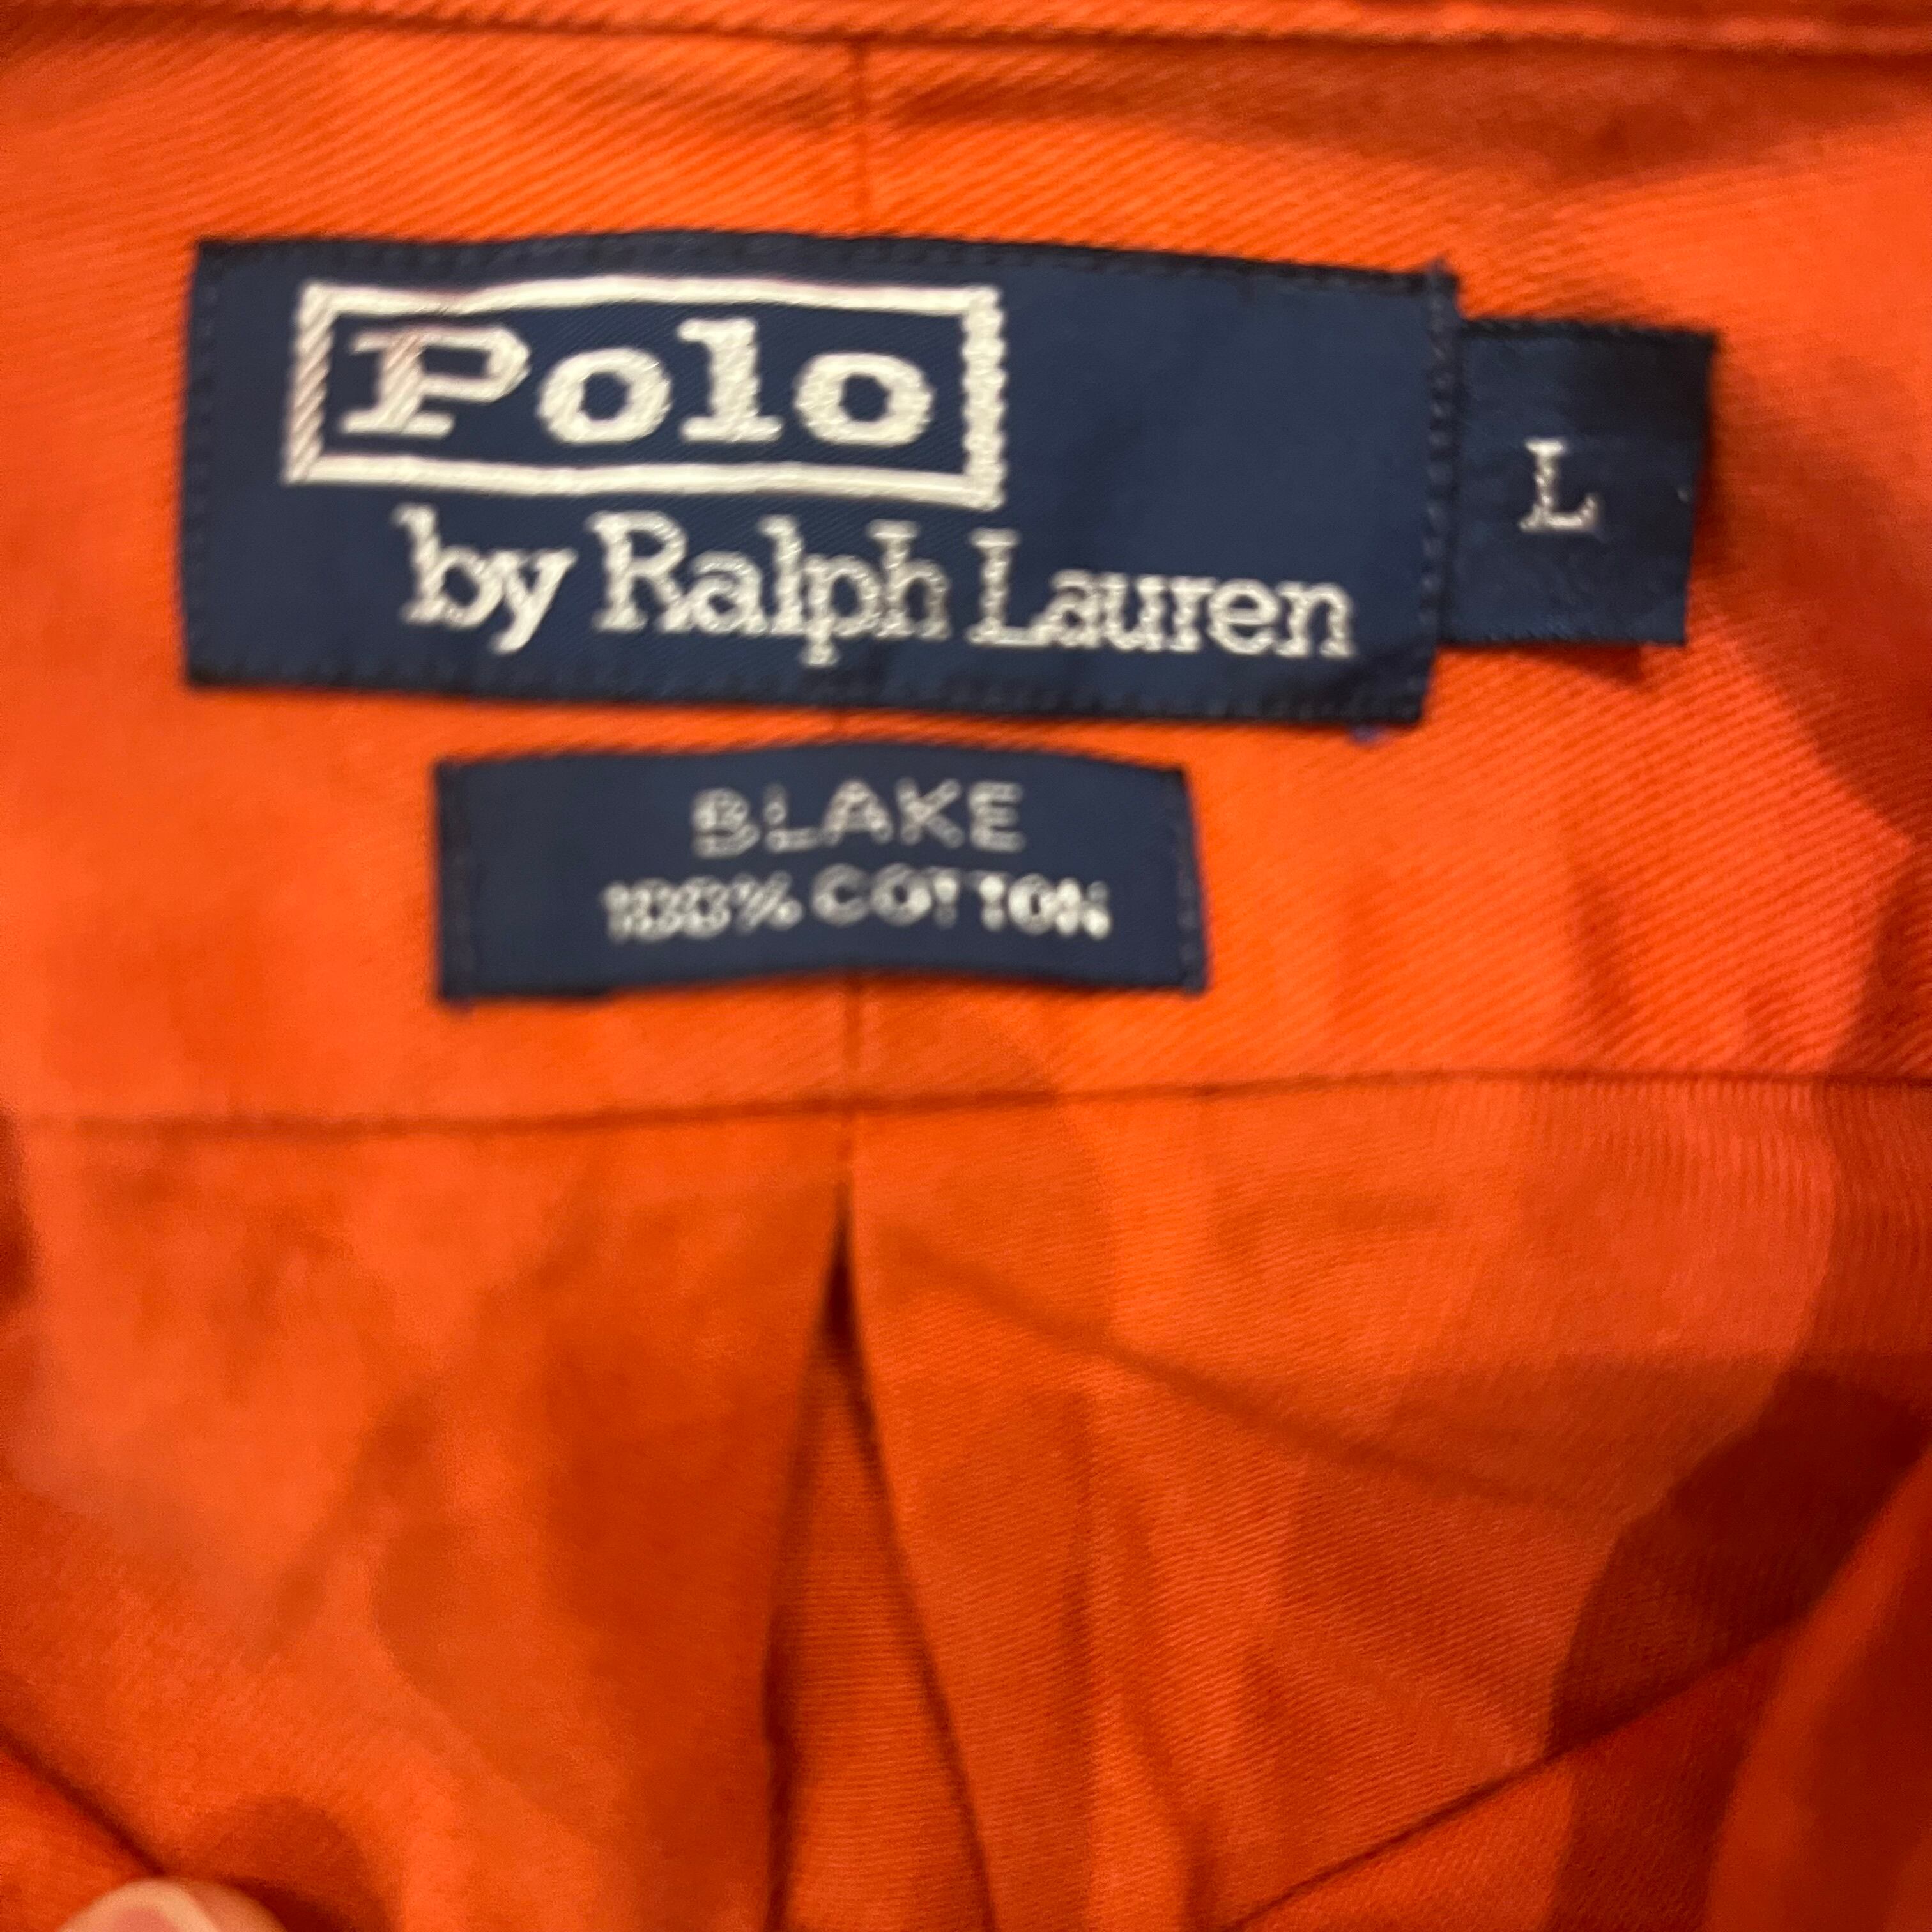 Polo
by Ralph Lauren
L
BLAKE
100% COTTON